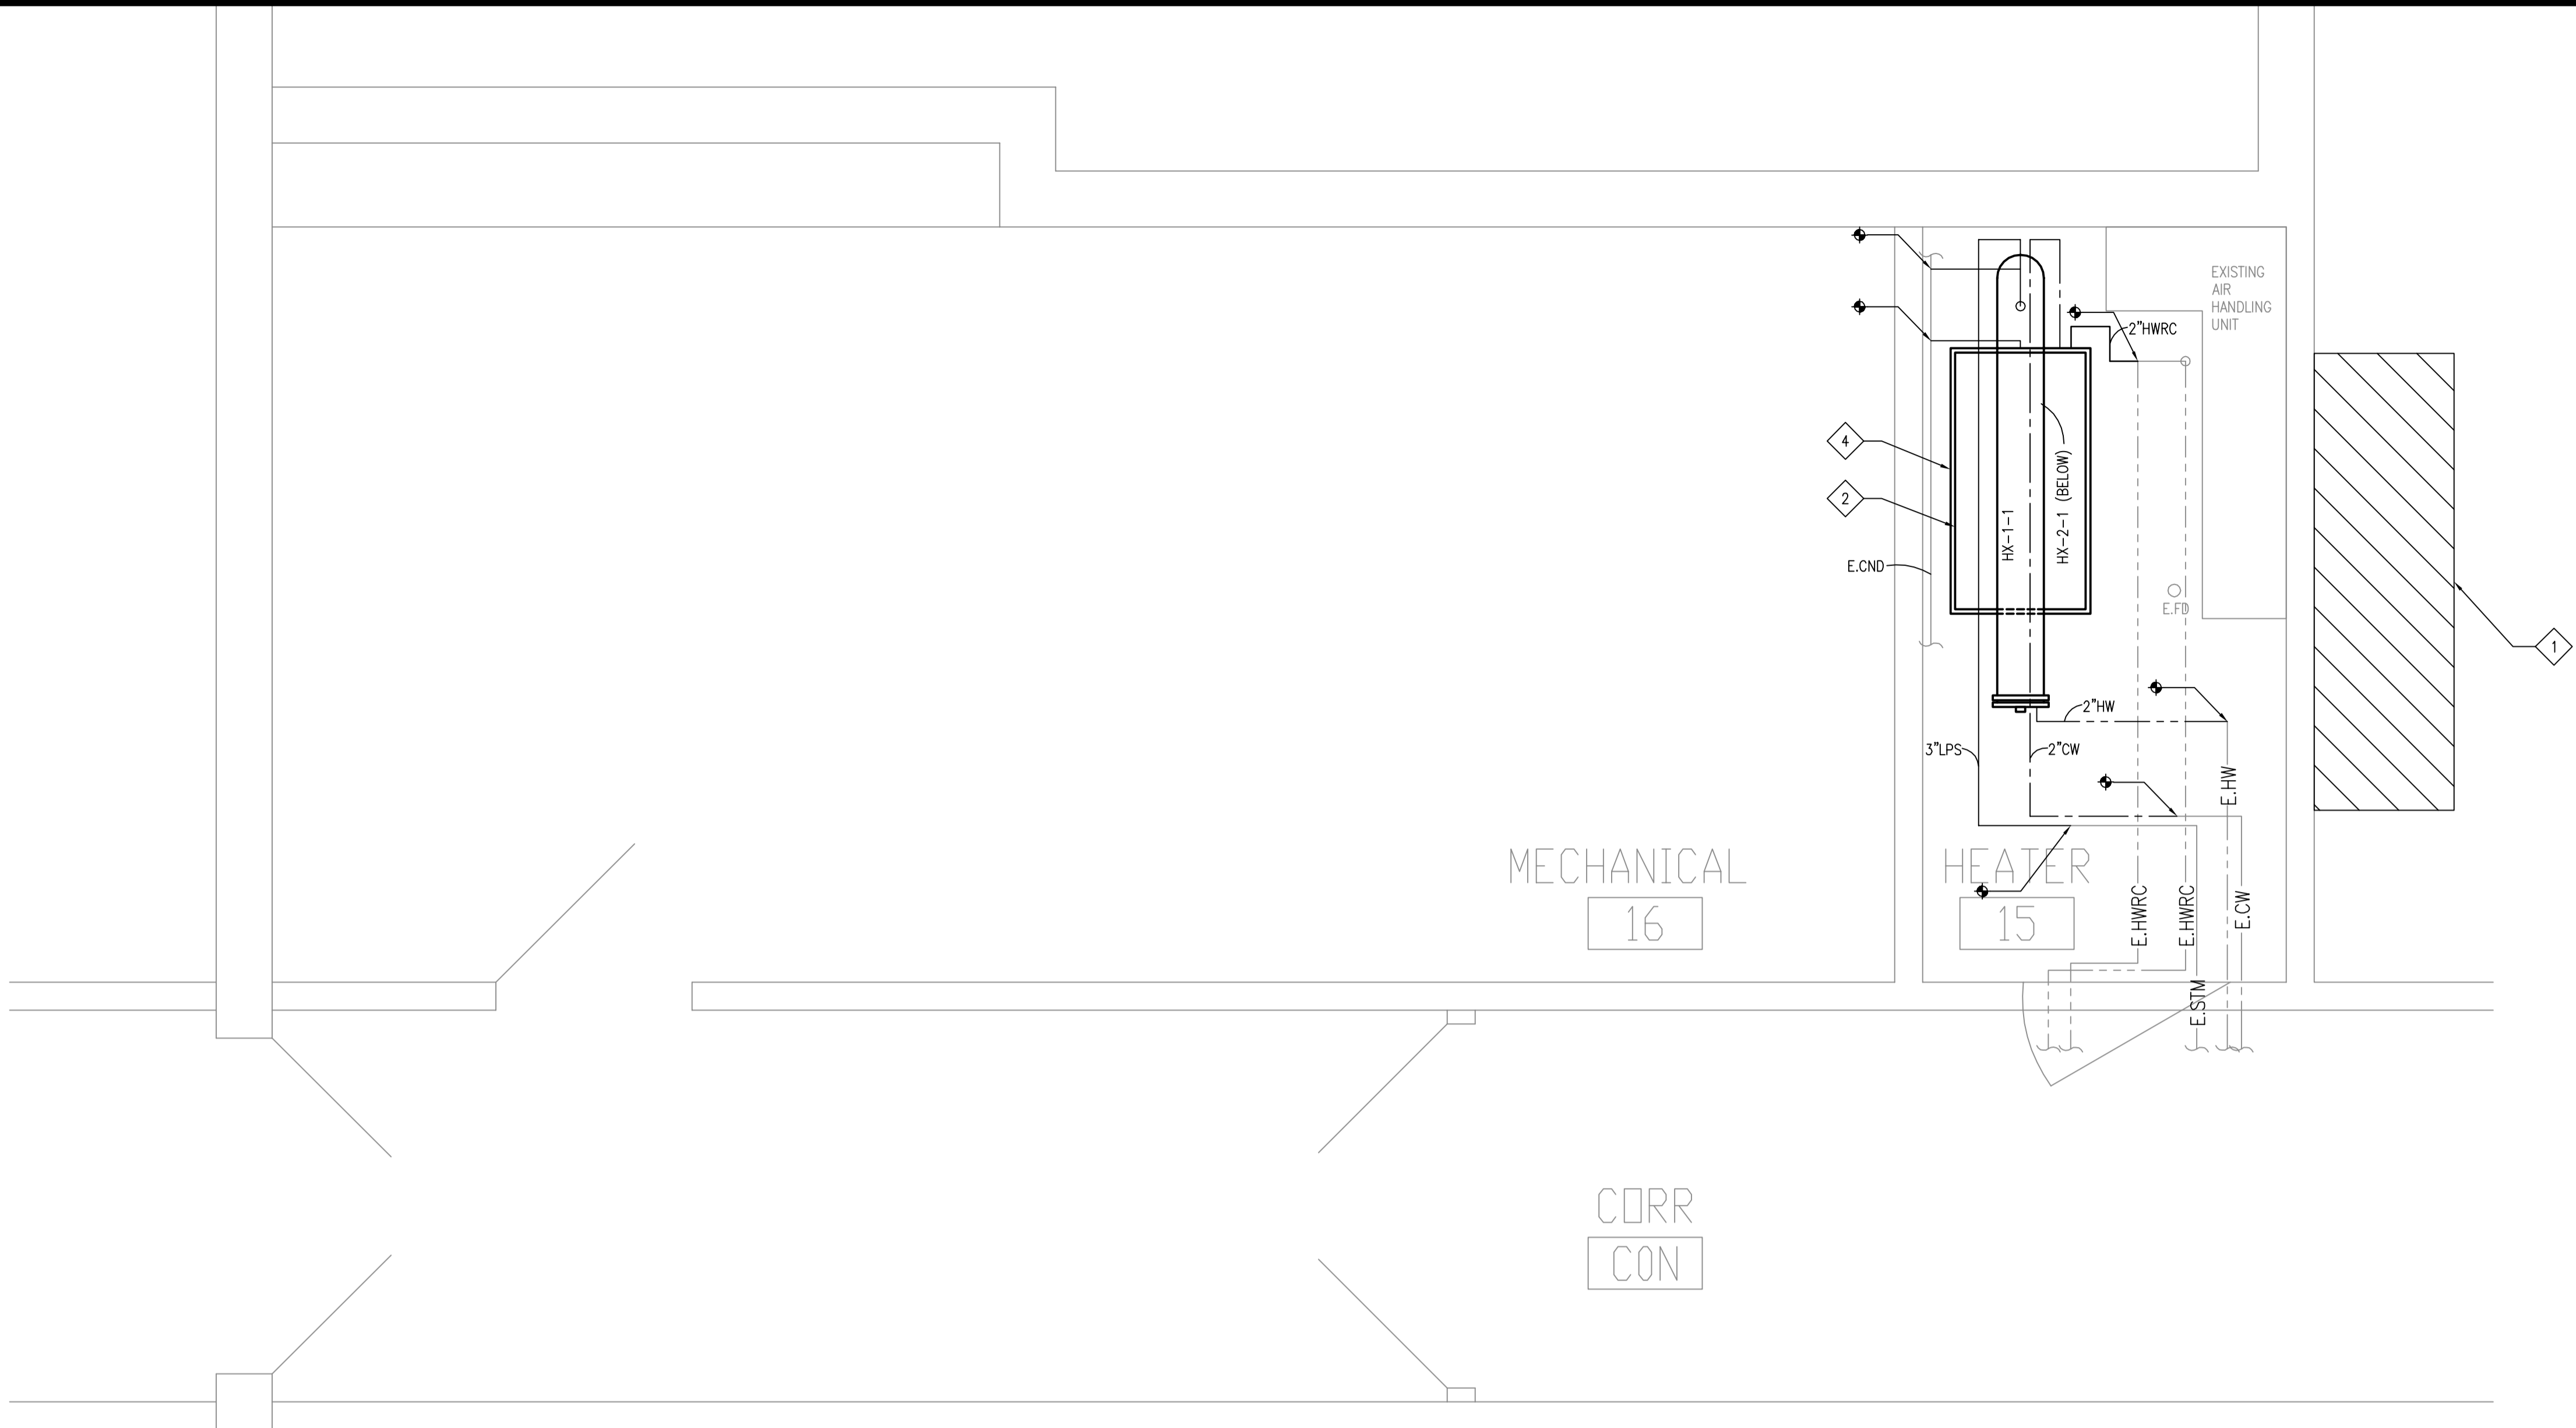 EXISTING
AIR
HANDLING
UNIT
2"HWRC
4
2
HX-1-1
HX-2-1 (BELOW)
E.CND
E.FD
1
2"HW
3"LPS
2"CW
E.HW
MECHANICAL
16
HEATER
15
E.HWRC
E.HWRC
E.CW
E.STM
CORR
CON